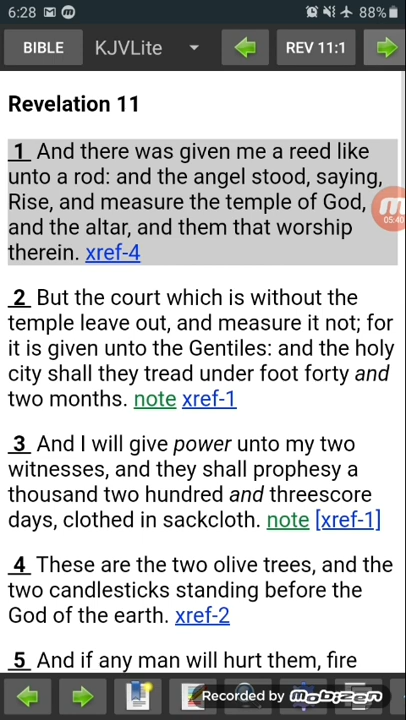 6:28 88%
BIBLE KJVLite REV 11:1
Revelation 11
1 And there was given me a reed like
unto a rod: and the angel stood, saying,
Rise, and measure the temple of God,
and the altar, and them that worship
therein. xref-4
05:40
2 But the court which is without the
temple leave out, and measure it not; for
it is given unto the Gentiles: and the holy
city shall they tread under foot forty and
two months. note xref-1
3 And I will give power unto my two
witnesses, and they shall prophesy a
thousand two hundred and threescore
days, clothed in sackcloth. note [xref-1]
4 These are the two olive trees, and the
two candlesticks standing before the
God of the earth. xref-2
5 And if any man will hurt them, fire
Recorded by mobizen